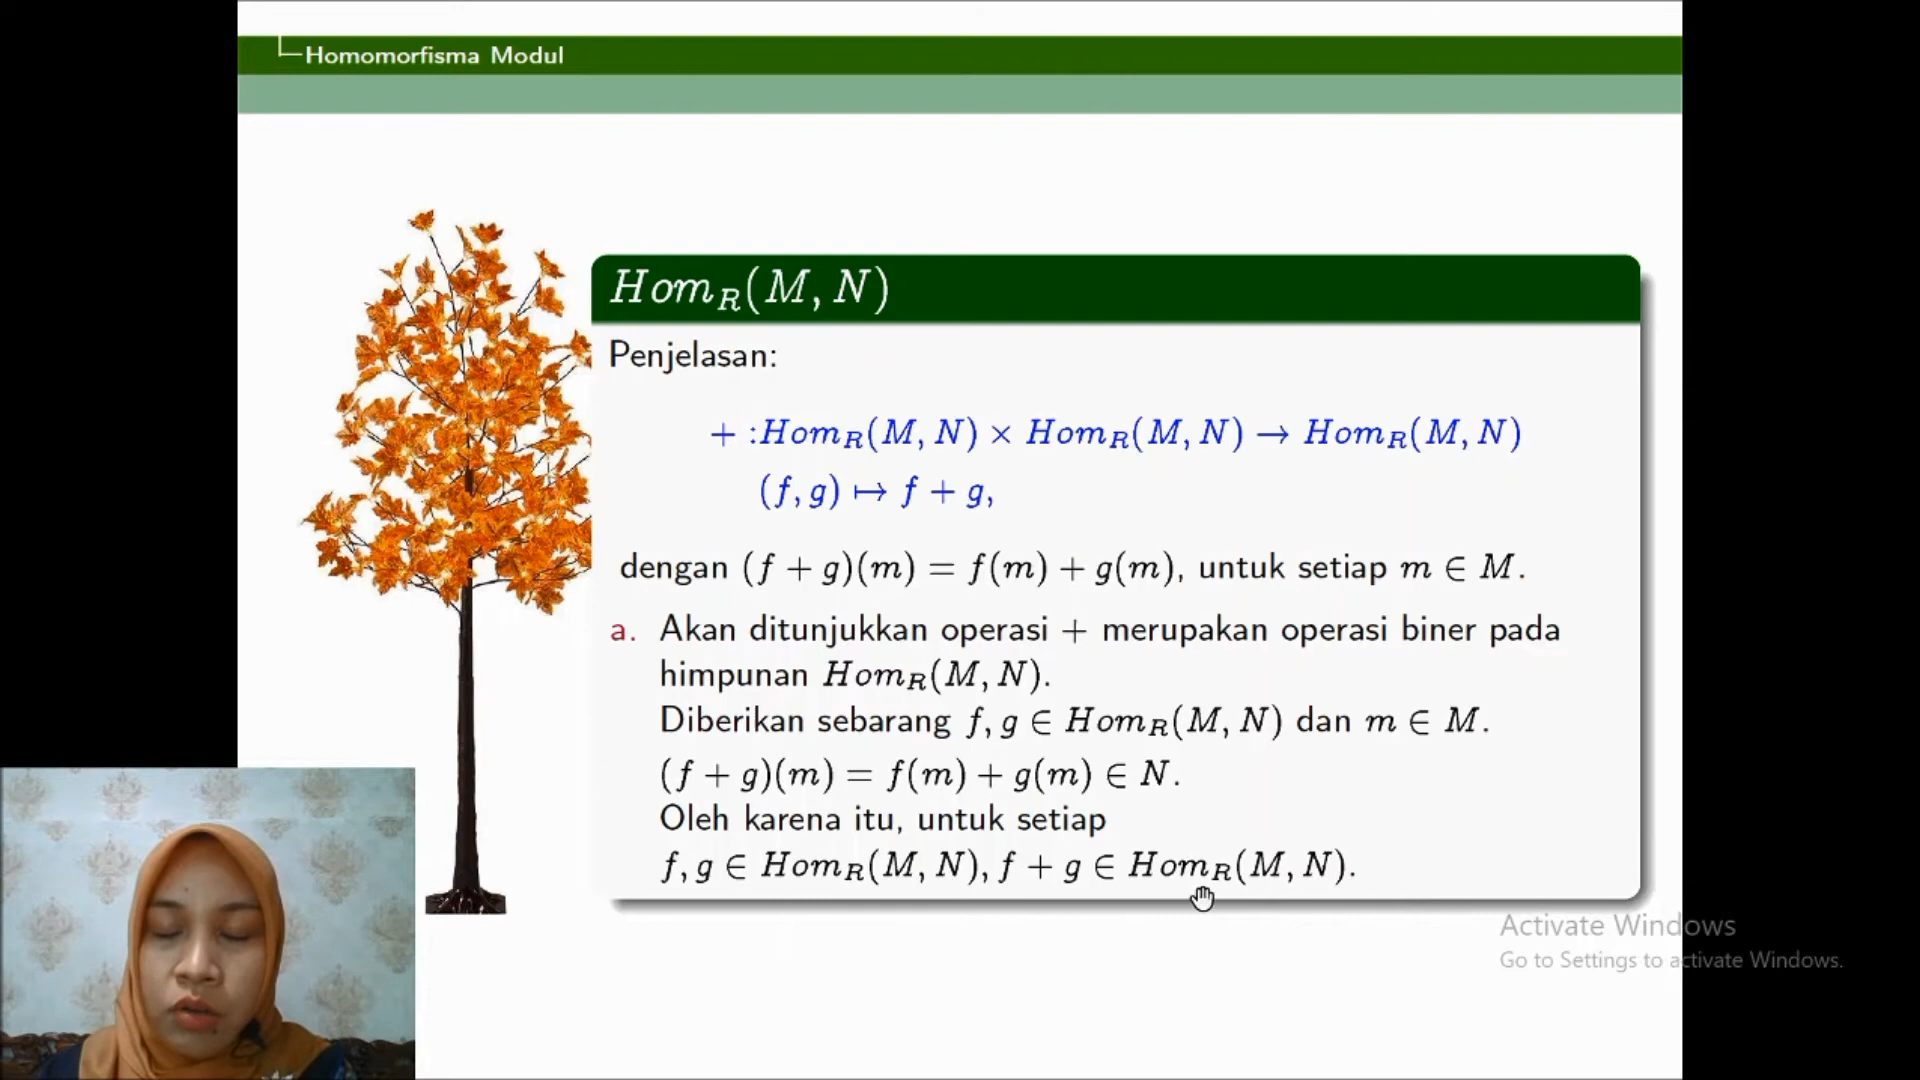 Homomorfisma Modul
Hom_R(M, N)
Penjelasan:
+ :Hom_R(M, N) × Hom_R(M, N) → Hom_R(M, N)
(f, g) ↦ f + g,
dengan (f + g)(m) = f(m) + g(m), untuk setiap m ∈ M.
a. Akan ditunjukkan operasi + merupakan operasi biner pada
himpunan Hom_R(M, N).
Diberikan sebarang f, g ∈ Hom_R(M, N) dan m ∈ M.
(f + g)(m) = f(m) + g(m) ∈ N.
Oleh karena itu, untuk setiap
f, g ∈ Hom_R(M, N), f + g ∈ Hom_R(M, N).
Activate Windows
Go to Settings to activate Windows.